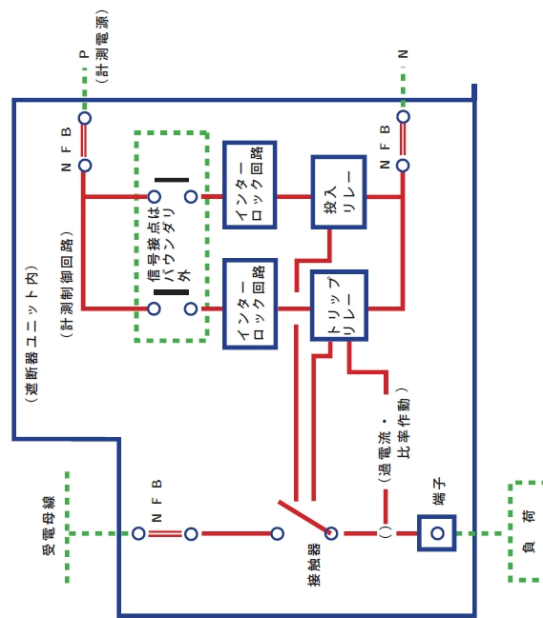 （遮断器ユニット内）
（計測制御回路）
NFB
P
（計測電源）
信号接点は
バウンダリ
外
インター
ロック回路
インター
ロック回路
投入
リレー
トリップ
リレー
NFB
N
受電母線
NFB
接触器
（過電流・
比率作動）
端子
負荷